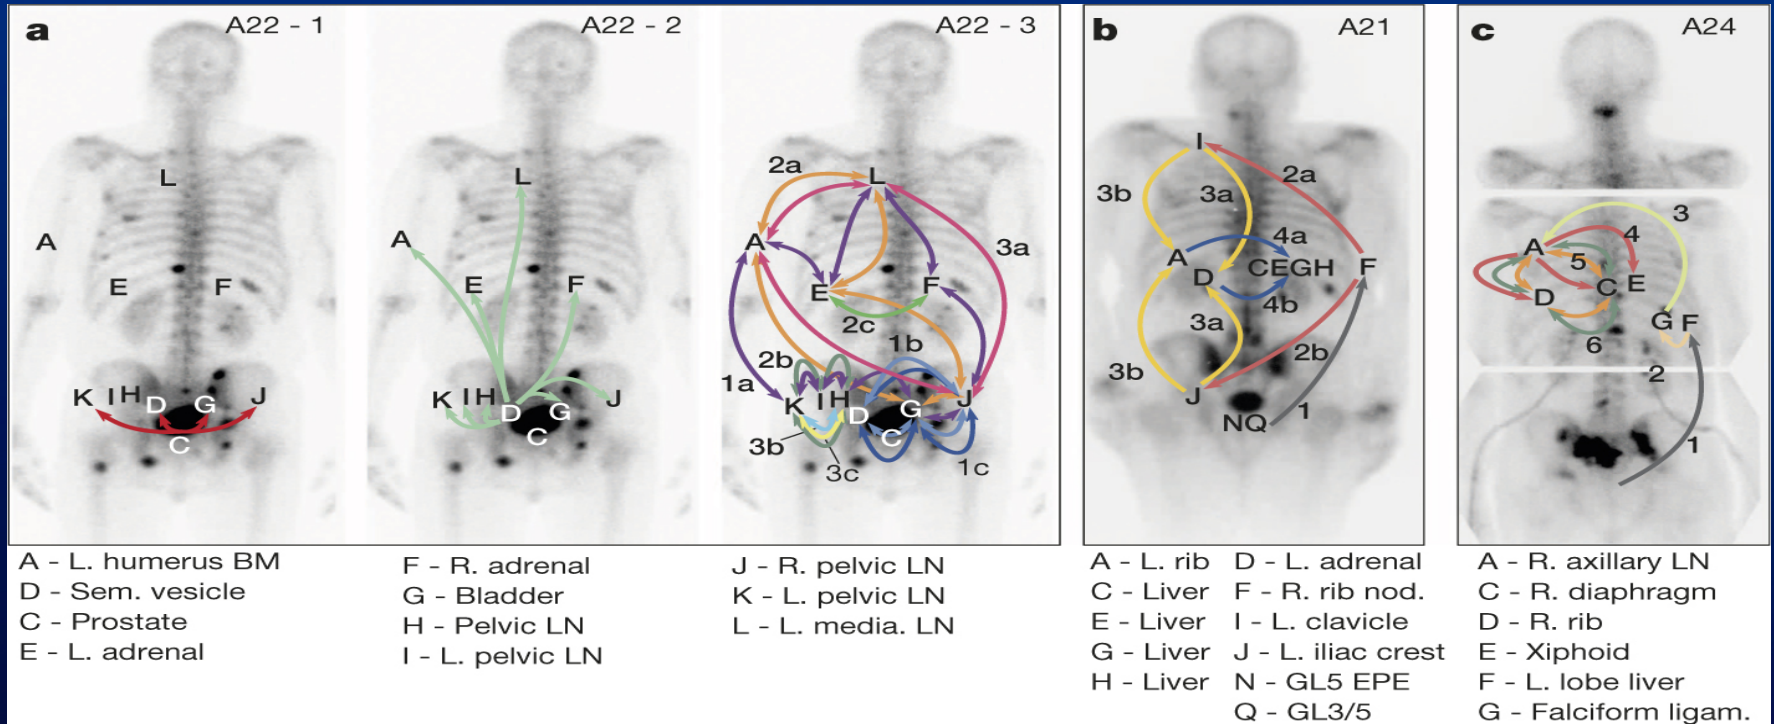 a
A22 - 1
A22 - 2
A22 - 3
L
A
E
F
K
I
H
D
G
J
C
L
A
E
F
K
I
H
D
G
J
C
2a
L
A
3a
E
F
2c
1b
2b
1a
K
I
H
D
G
J
C
3b
3c
1c
b
A21
I
2a
3b
3a
4a
A
D
CEGH
F
4b
3a
2b
3b
J
NQ
1
c
A24
3
A
4
5
C
E
D
G
F
6
2
1
A - L. humerus BM
D - Sem. vesicle
C - Prostate
E - L. adrenal
F - R. adrenal
G - Bladder
H - Pelvic LN
I - L. pelvic LN
J - R. pelvic LN
K - L. pelvic LN
L - L. media. LN
A - L. rib
C - Liver
E - Liver
G - Liver
H - Liver
D - L. adrenal
F - R. rib nod.
I - L. clavicle
J - L. iliac crest
N - GL5 EPE
Q - GL3/5
A - R. axillary LN
C - R. diaphragm
D - R. rib
E - Xiphoid
F - L. lobe liver
G - Falciform ligam.